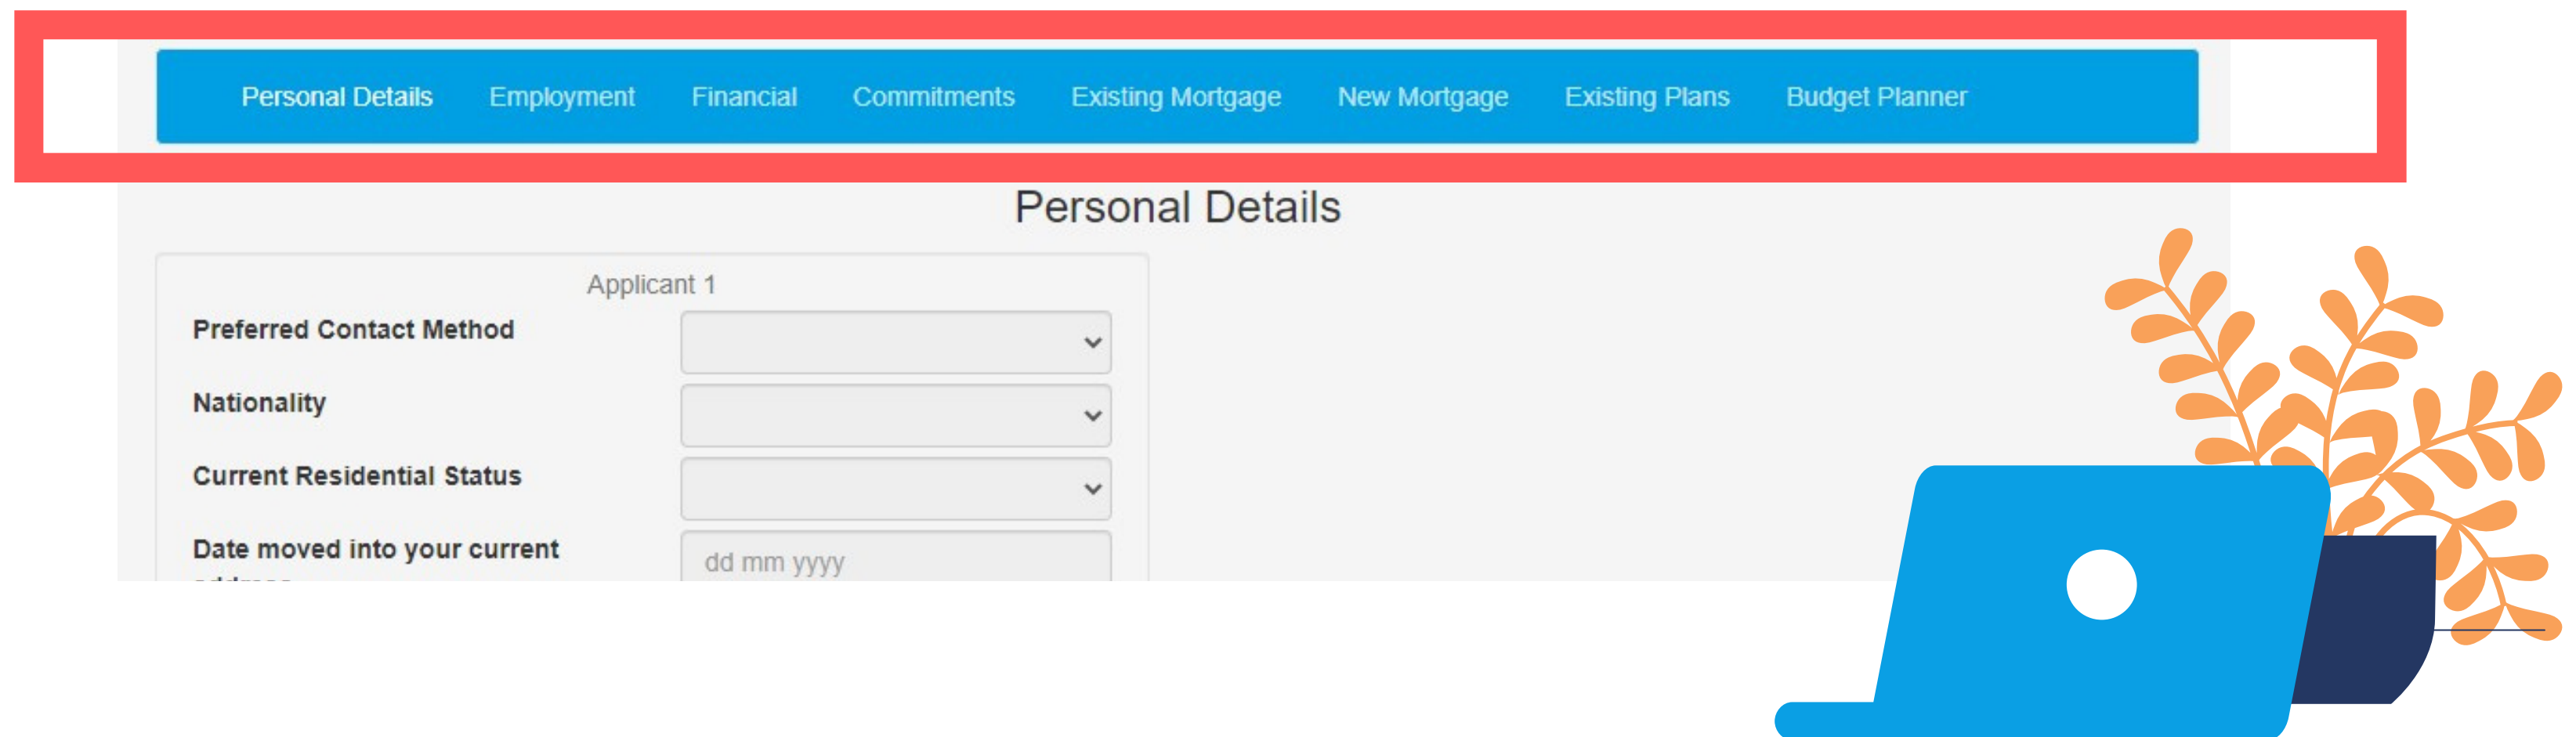 Personal Details Employment Financial Commitments Existing Mortgage New Mortgage Existing Plans Budget Planner
Personal Details
Applicant 1
Preferred Contact Method
Nationality
Current Residential Status
Date moved into your current
dd mm yyyy